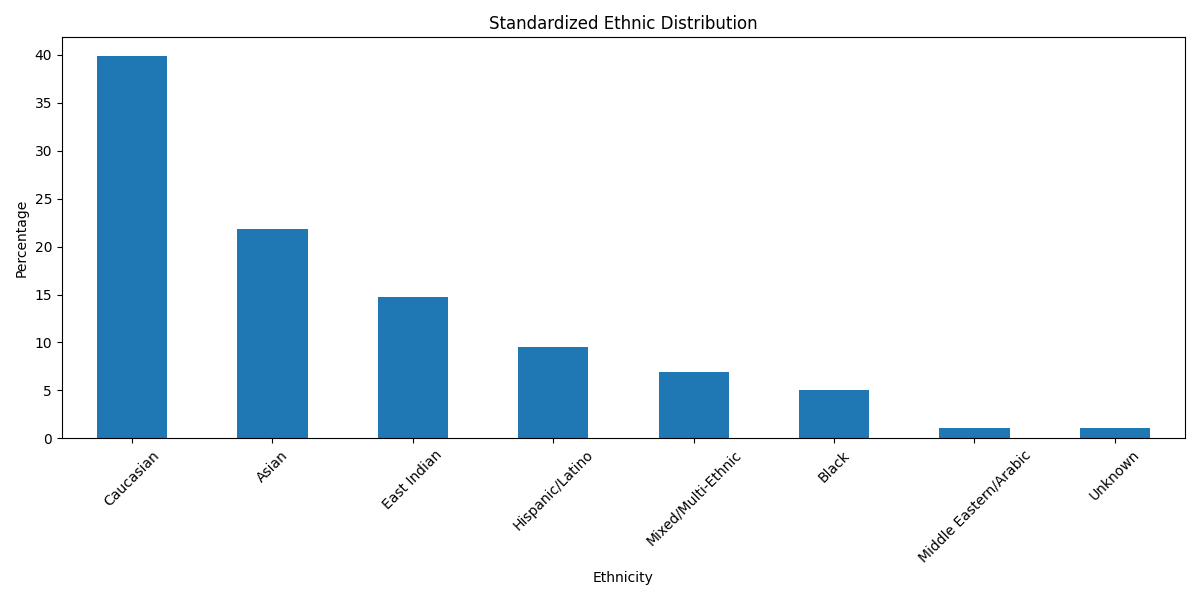 Standardized Ethnic Distribution
Percentage
40
35
30
25
20
15
10
5
0
Caucasian
Asian
East Indian
Hispanic/Latino
Mixed/Multi-Ethnic
Black
Middle Eastern/Arabic
Unknown
Ethnicity